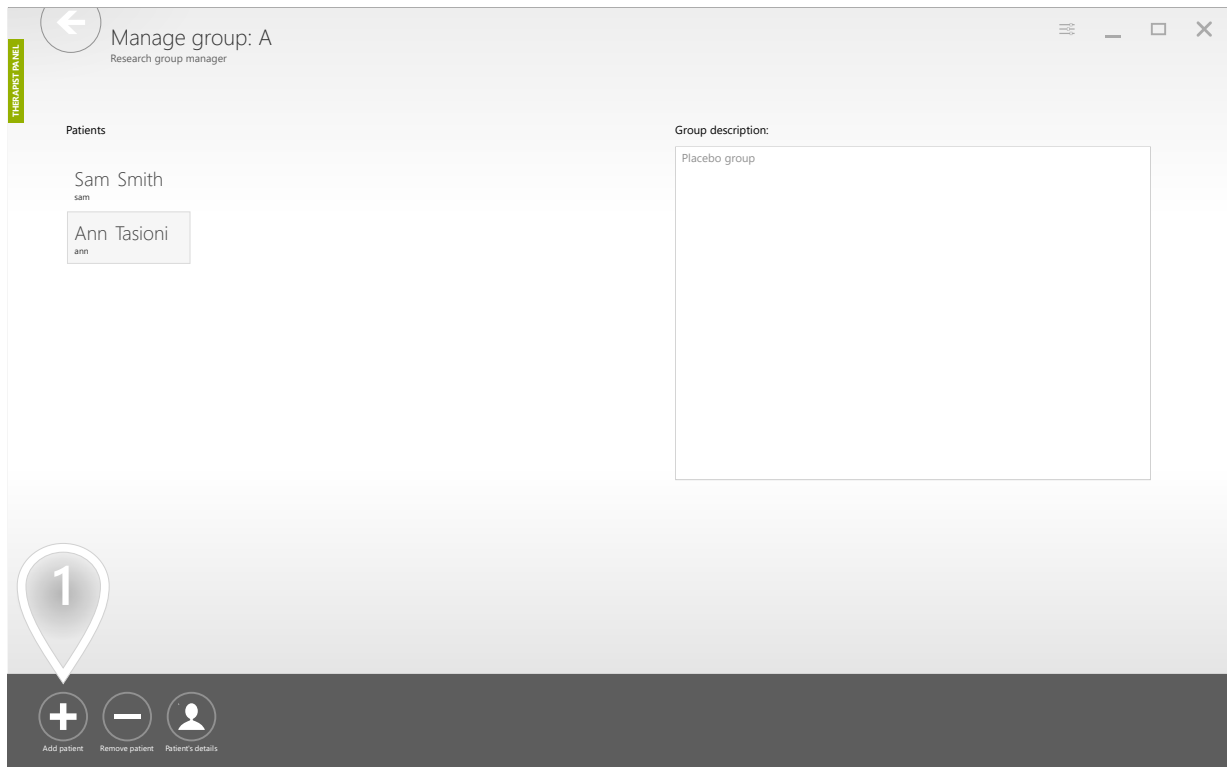 Manage group: A
Research group manager
THERAPIST PANEL
Patients
Group description:
Sam Smith
sam
Ann Tasioni
ann
Placebo group
1
Add patient
Remove patient
Patient's details